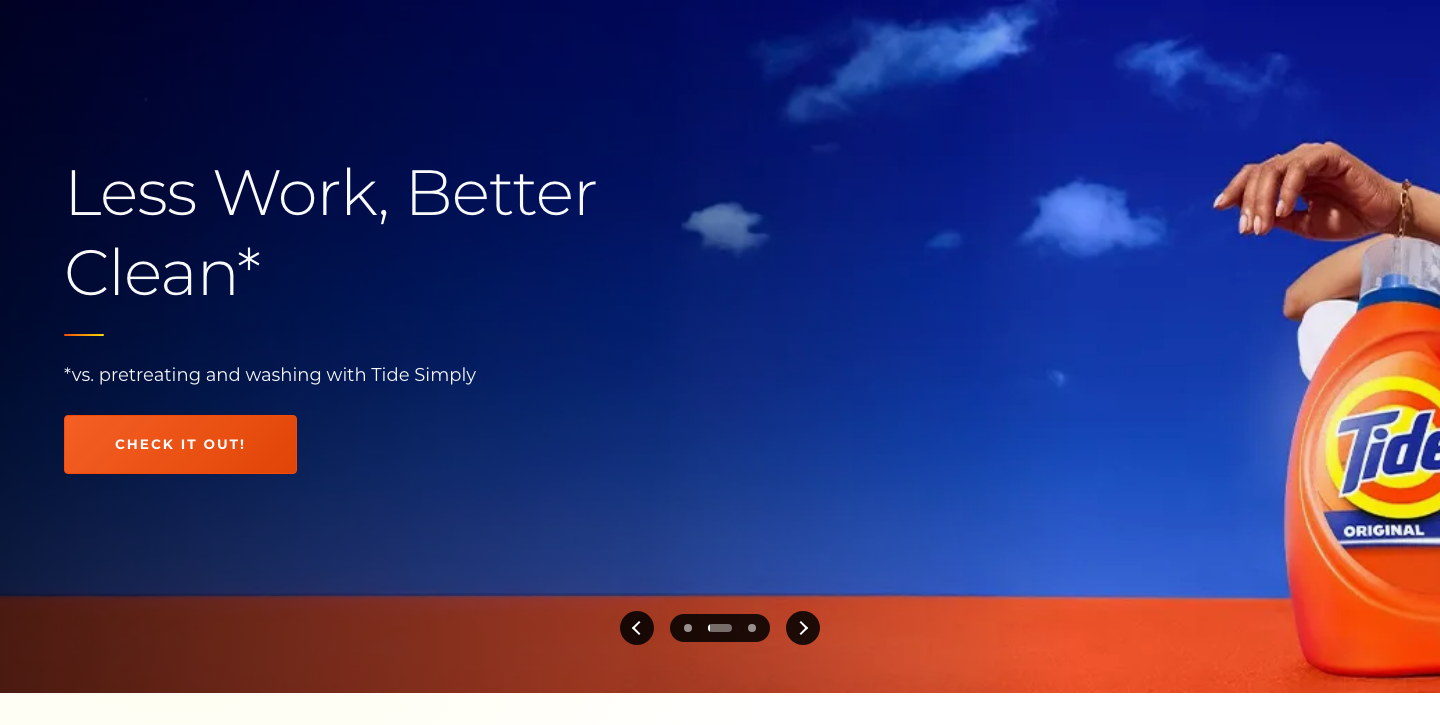 Less Work, Better
Clean*
*vs. pretreating and washing with Tide Simply
CHECK IT OUT!
Tide
ORIGINAL